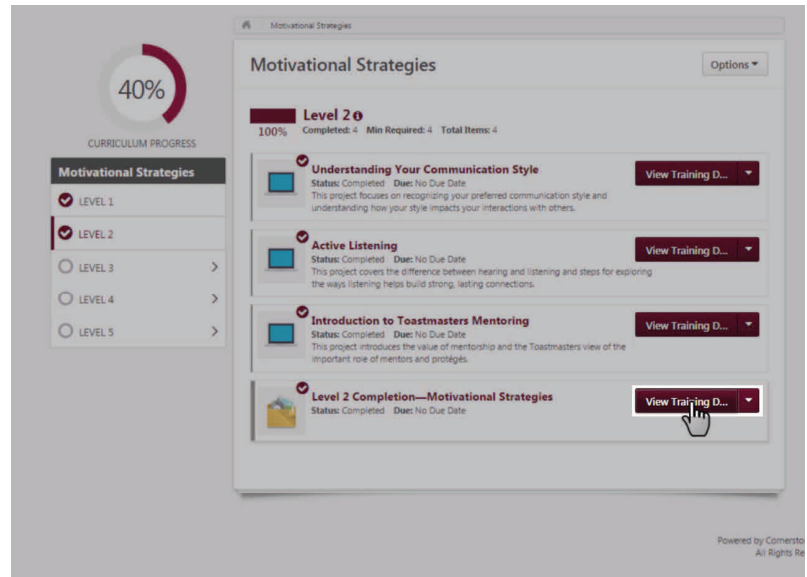 Motivational Strategies
40%
CURRICULUM PROGRESS
Motivational Strategies
LEVEL 1
LEVEL 2
LEVEL 3
LEVEL 4
LEVEL 5
Motivational Strategies
Options
Level 2
100% Completed: 4 Min Required: 4 Total Items: 4
Understanding Your Communication Style
Status: Completed Due: No Due Date
This project focuses on recognizing your preferred communication style and
understanding how your style impacts your interactions with others.
View Training D...
Active Listening
Status: Completed Due: No Due Date
This project covers the difference between hearing and listening and steps for exploring
the ways listening helps build strong, lasting connections.
View Training D...
Introduction to Toastmasters Mentoring
Status: Completed Due: No Due Date
This project introduces the value of mentorship and the Toastmasters view of the
important role of mentors and protégés.
View Training D...
Level 2 Completion—Motivational Strategies
Status: Completed Due: No Due Date
View Training D...
Powered by Cornersto
All Rights Re